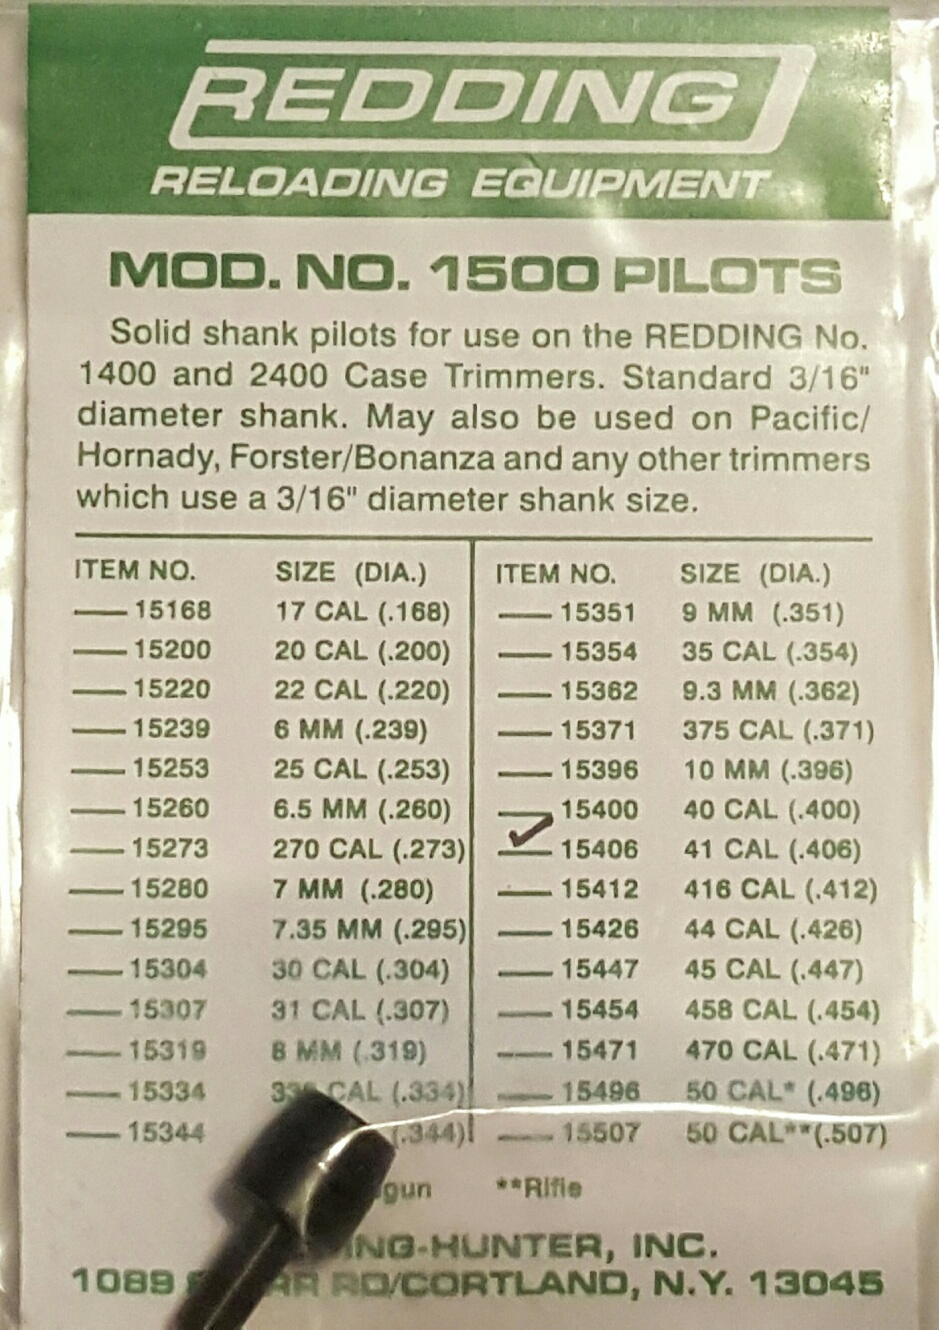 REDDING
RELOADING EQUIPMENT
MOD. NO. 1500 PILOTS
Solid shank pilots for use on the REDDING No.
1400 and 2400 Case Trimmers. Standard 3/16"
diameter shank. May also be used on Pacific/
Hornady, Forster/Bonanza and any other trimmers
which use a 3/16" diameter shank size.
ITEM NO. SIZE (DIA.) ITEM NO. SIZE (DIA.)
15168 17 CAL (.168) 15351 9 MM (.351)
15200 20 CAL (.200) 15354 35 CAL (.354)
15220 22 CAL (.220) 15362 9.3 MM (.362)
15239 6 MM (.239) 15371 375 CAL (.371)
15253 25 CAL (.253) 15396 10 MM (.396)
15260 6.5 MM (.260) 15400 40 CAL (.400)
15273 270 CAL (.273) ✓ 15406 41 CAL (.406)
15280 7 MM (.280) 15412 416 CAL (.412)
15295 7.35 MM (.295) 15426 44 CAL (.426)
15304 30 CAL (.304) 15447 45 CAL (.447)
15307 31 CAL (.307) 15454 458 CAL (.454)
15319 8 MM (.319) 15471 470 CAL (.471)
15334 CAL (.334) 15496 50 CAL* (.496)
15344 (.344) 15507 50 CAL**(.507)
**Rifle
HUNTER, INC.
1089 RD/CORTLAND, N.Y. 13045